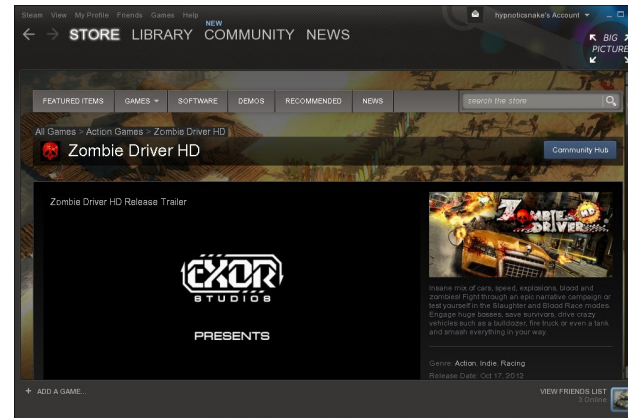 Steam View My Profile Friends Games Help
hypnoticsnake's Account
NEW
STORE LIBRARY COMMUNITY NEWS
BIG PICTURE
FEATURED ITEMS GAMES SOFTWARE DEMOS RECOMMENDED NEWS
search the store
All Games > Action Games > Zombie Driver HD
Zombie Driver HD
Community Hub
Zombie Driver HD Release Trailer
EXOR
STUDIOS
PRESENTS
ZOMBIE HD
DRIVER
Insane mix of cars, speed, explosions, blood and
zombies! Fight through an epic narrative campaign or
test yourself in the Slaughter and Blood Race modes.
Engage huge bosses, save survivors, drive crazy
vehicles such as a bulldozer, fire truck or even a tank
and smash everything in your way.
Genre: Action, Indie, Racing
Release Date: Oct 17, 2012
+ ADD A GAME...
VIEW FRIENDS LIST
3 Online